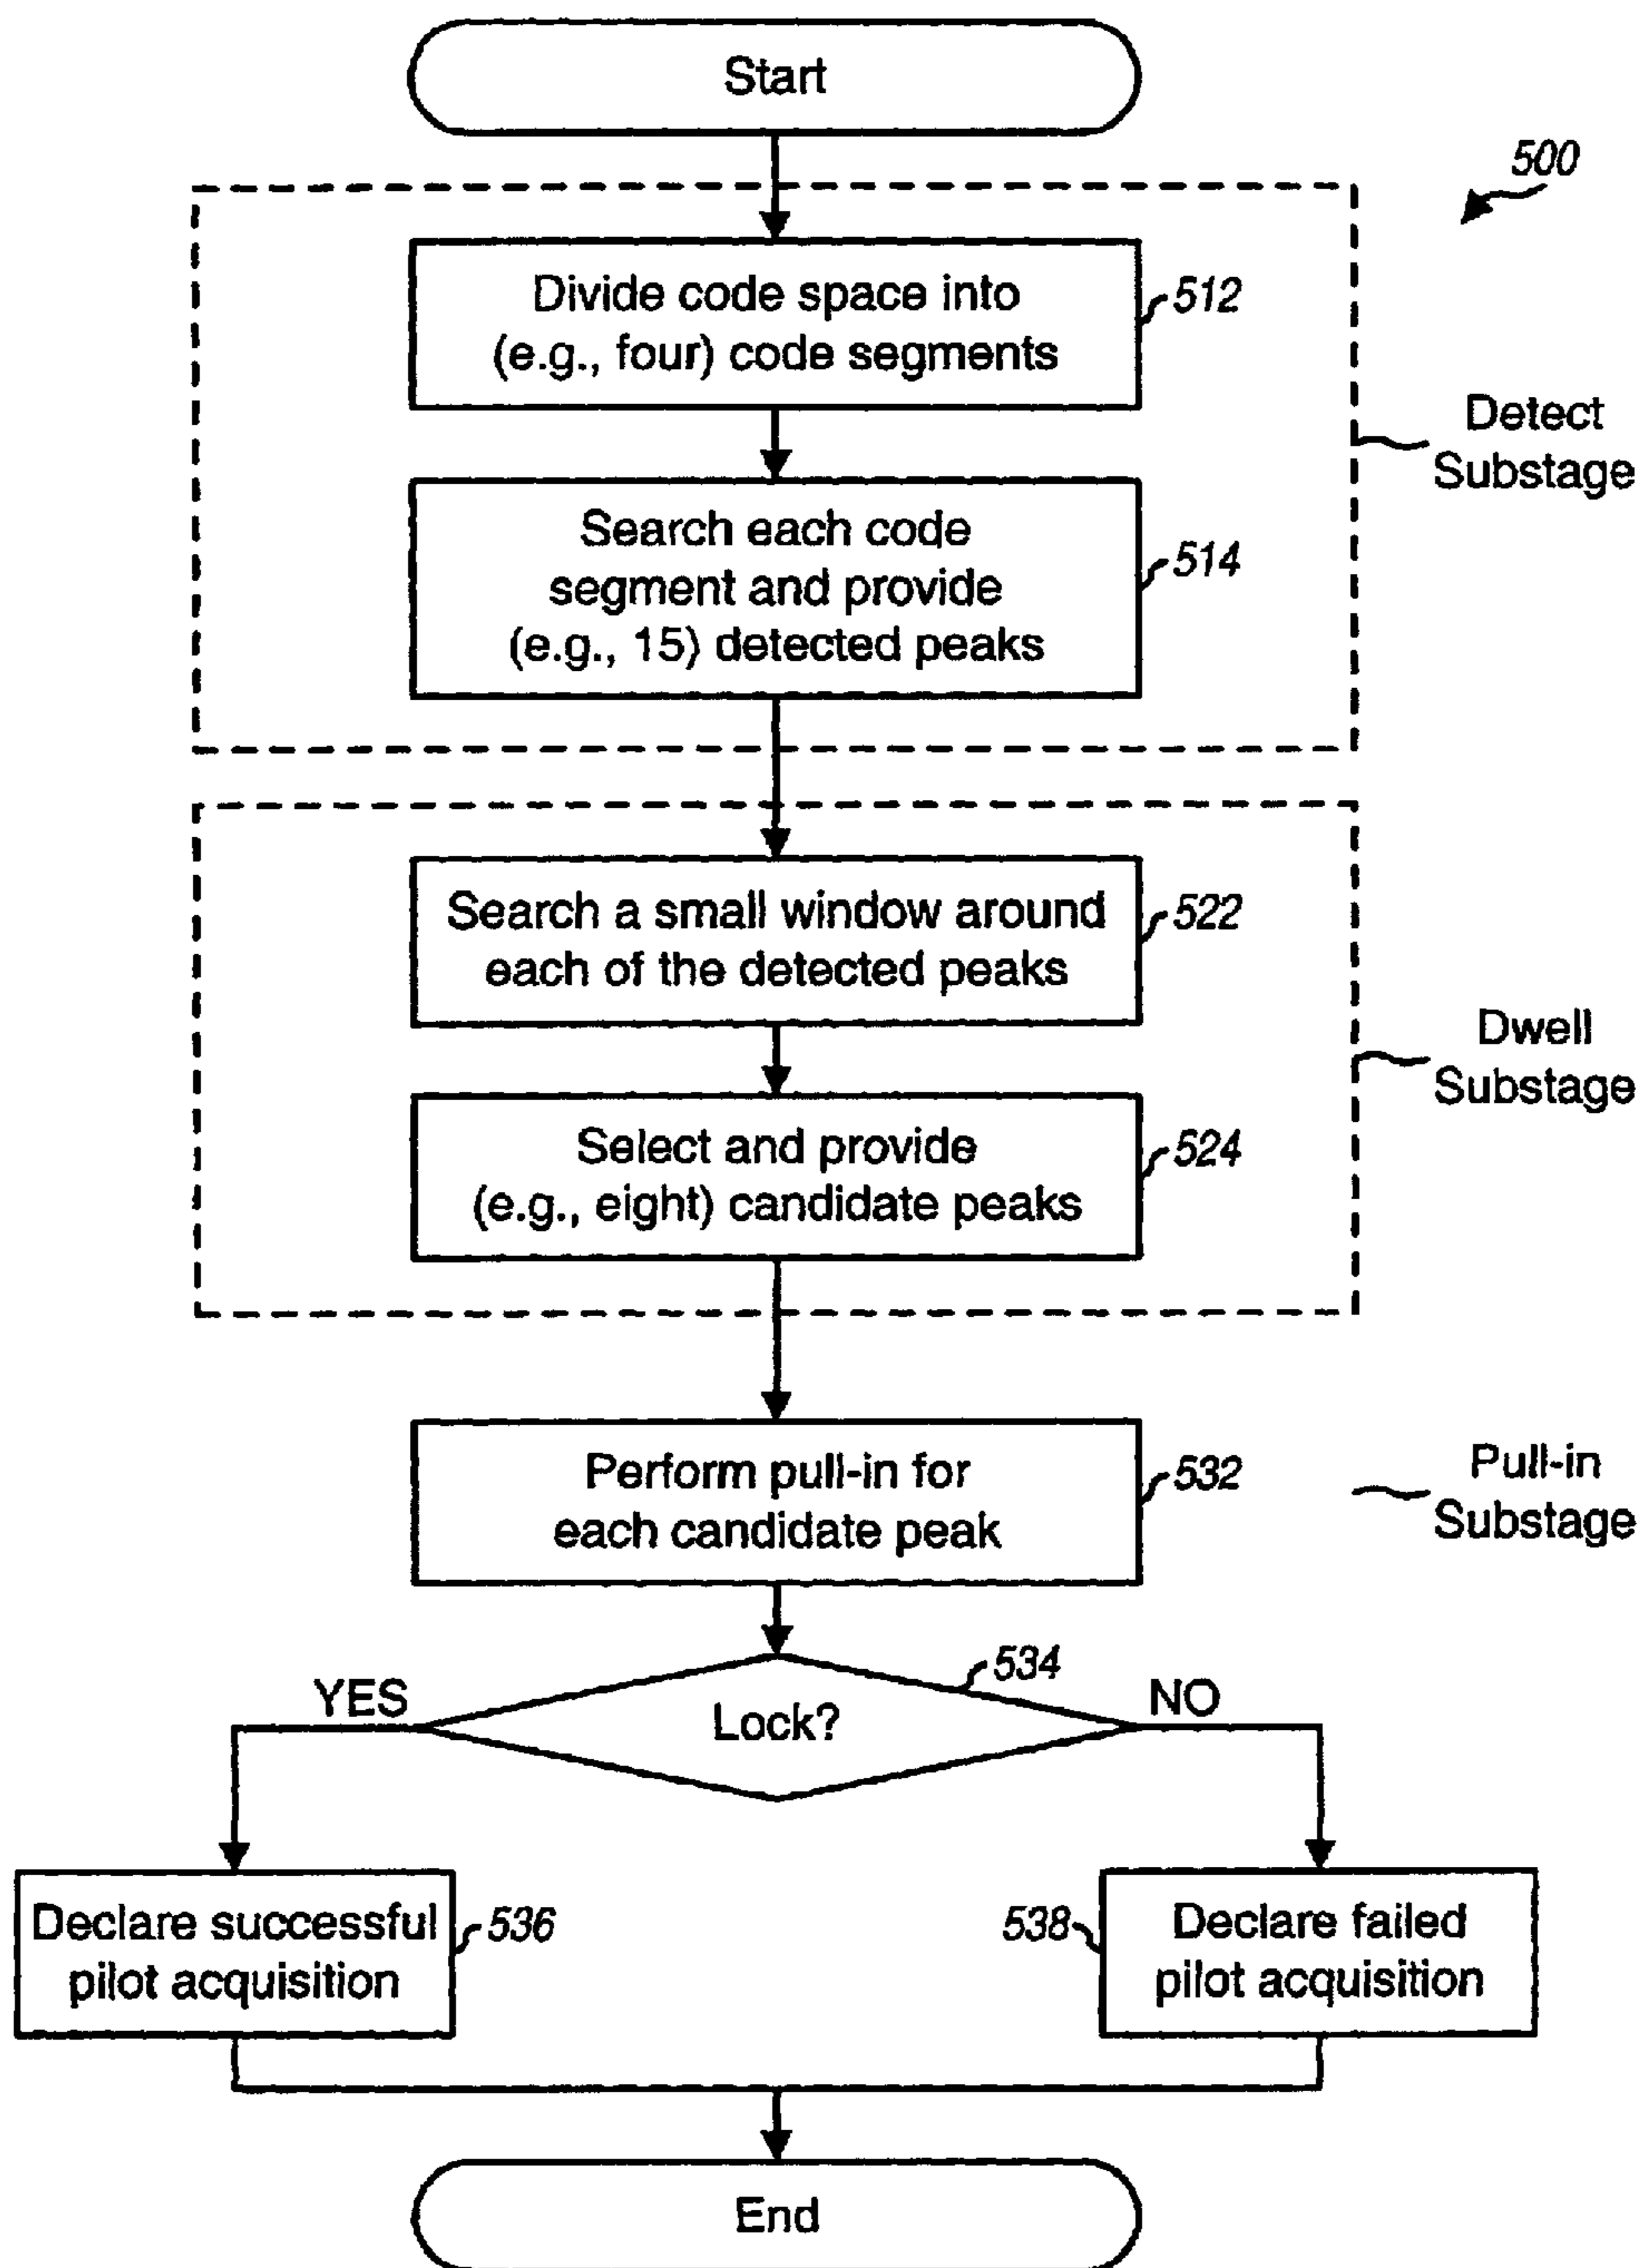 Start
500
Divide code space into
(e.g., four) code segments
512
Detect
Substage
Search each code
segment and provide
(e.g., 15) detected peaks
514
Search a small window around
each of the detected peaks
522
Dwell
Substage
Select and provide
(e.g., eight) candidate peaks
524
Perform pull-in for
each candidate peak
532
Pull-in
Substage
534
YES
Lock?
NO
Declare successful
pilot acquisition
536
538
Declare failed
pilot acquisition
End